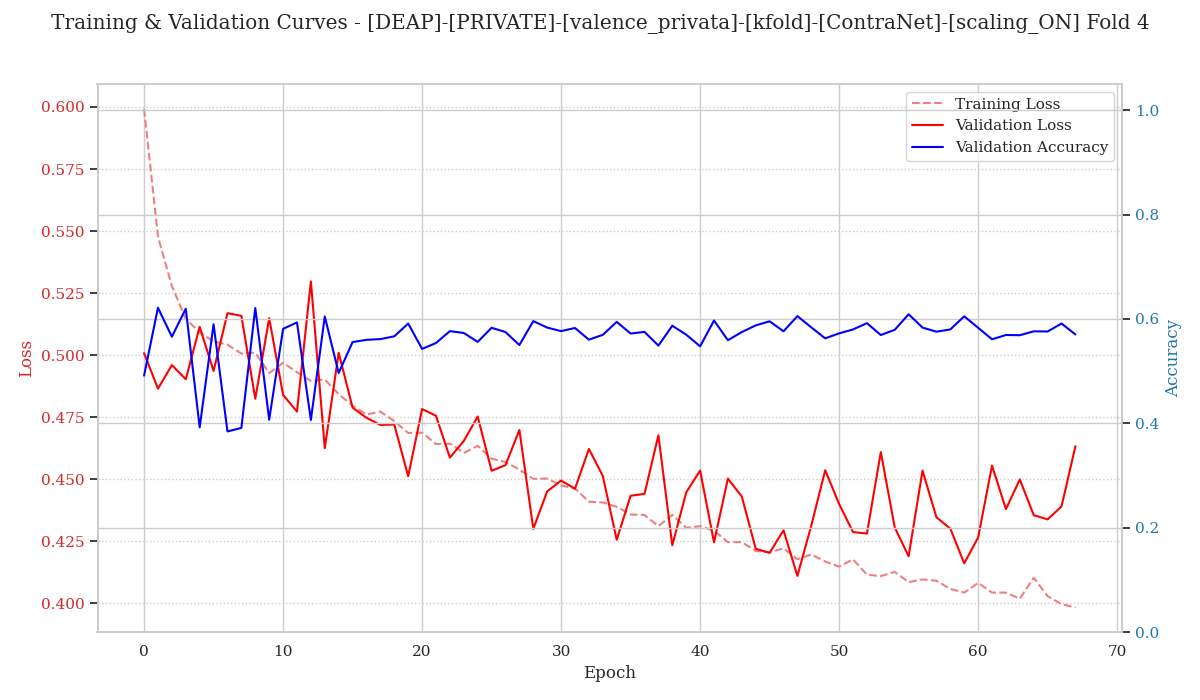 Training & Validation Curves - [DEAP]-[PRIVATE]-[valence_privata]-[kfold]-[ContraNet]-[scaling_ON] Fold 4
Training Loss
Validation Loss
Validation Accuracy
0.600
0.575
0.550
0.525
0.500
0.475
0.450
0.425
0.400
Loss
1.0
0.8
0.6
0.4
0.2
0.0
Accuracy
0 10 20 30 40 50 60 70
Epoch